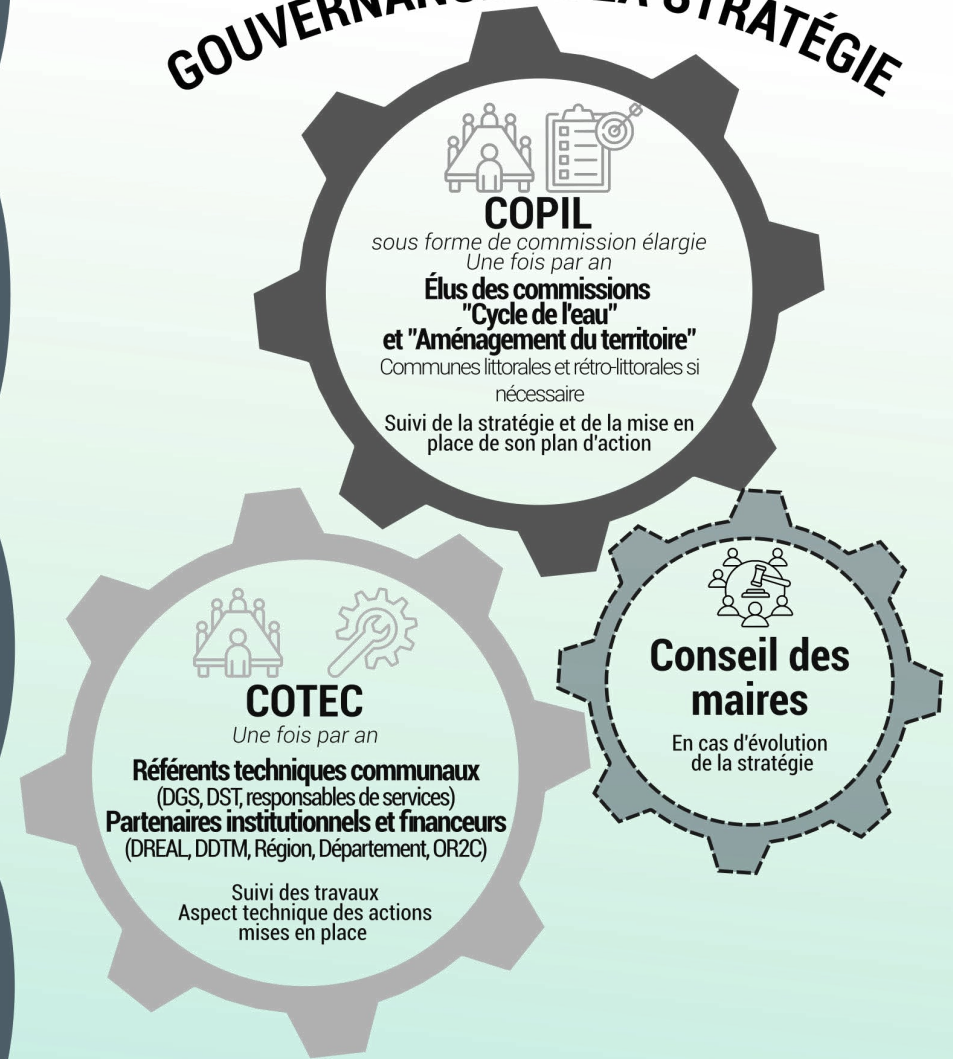 STRATÉGIE
COPIL
sous forme de commission élargie
Une fois par an
Élus des commissions
"Cycle de l'eau"
et "Aménagement du territoire"
Communes littorales et rétro-littorales si
nécessaire
Suivi de la stratégie et de la mise en
place de son plan d'action
Conseil des
maires
En cas d'évolution
de la stratégie
COTEC
Une fois par an
Référents techniques communaux
(DGS, DST, responsables de services)
Partenaires institutionnels et financeurs
(DREAL, DDTM, Région, Département, OR2C)
Suivi des travaux
Aspect technique des actions
mises en place